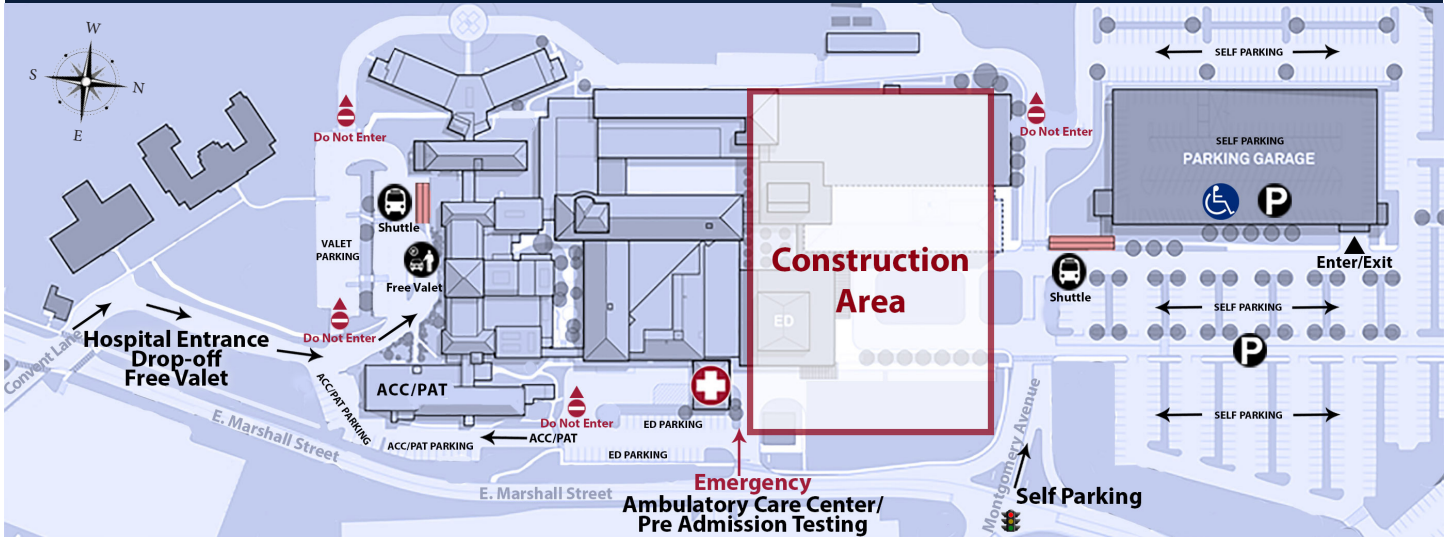 W
S
N
E
SELF PARKING
Do Not Enter
Do Not Enter
SELF PARKING
PARKING GARAGE
P
Shuttle
VALET
PARKING
Free Valet
Construction
Area
ED
Enter/Exit
Shuttle
SELF PARKING
Do Not Enter
Hospital Entrance
Drop-off
Free Valet
Convent Lane
P
ACC/PAT
ACC/PAT PARKING
Do Not Enter
ED PARKING
SELF PARKING
ACC/PAT PARKING
ACC/PAT
ED PARKING
E. Marshall Street
E. Marshall Street
Emergency
Ambulatory Care Center/
Pre Admission Testing
Montgomery Avenue
Self Parking